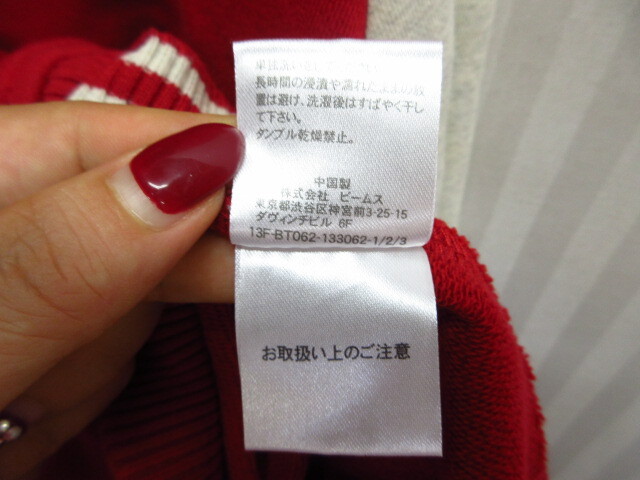 長時間の浸漬や濡れたままの放
置は避け、洗濯後はすばやく干し
て下さい。
タンブル乾燥禁止。
中国製
株式会社 ビームス
東京都渋谷区神宮前3-25-15
ダヴィンチビル 6F
13F-BT062-133062-1/2/3
お取扱い上のご注意